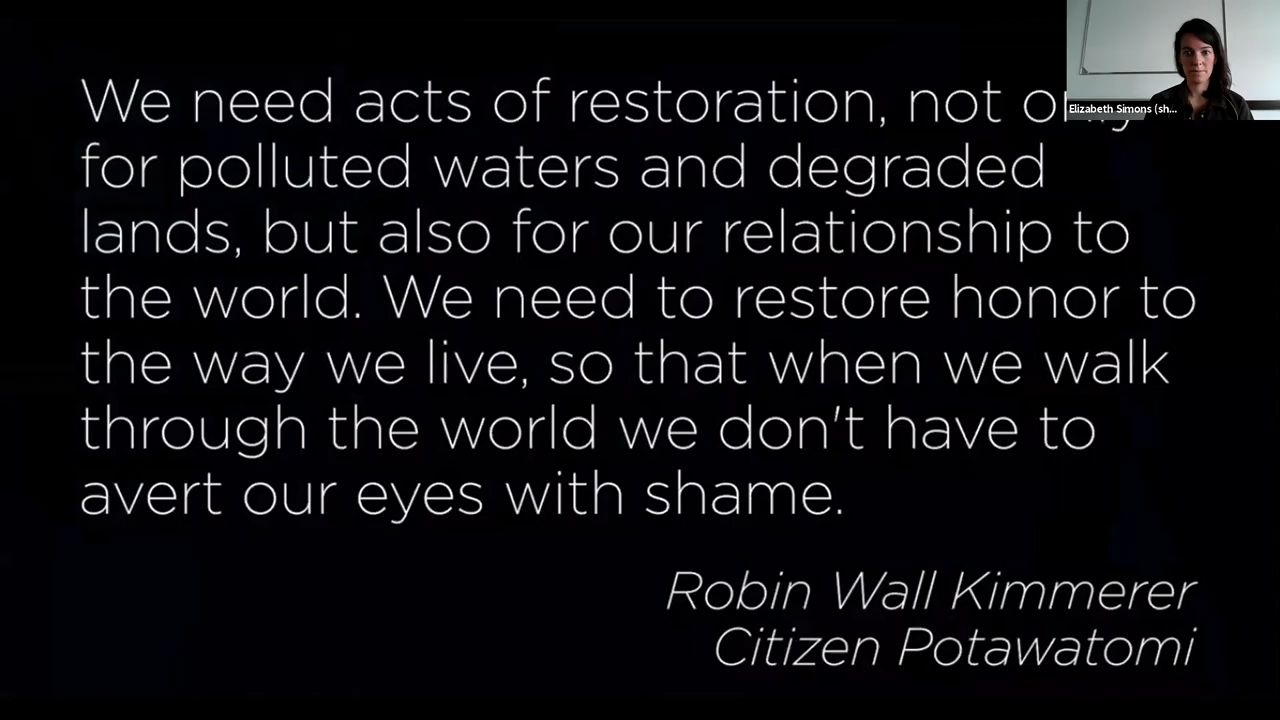 We need acts of restoration, not
for polluted waters and degraded
lands, but also for our relationship to
the world. We need to restore honor to
the way we live, so that when we walk
through the world we don't have to
avert our eyes with shame.
Robin Wall Kimmerer
Citizen Potawatomi
Elizabeth Simons (sh...